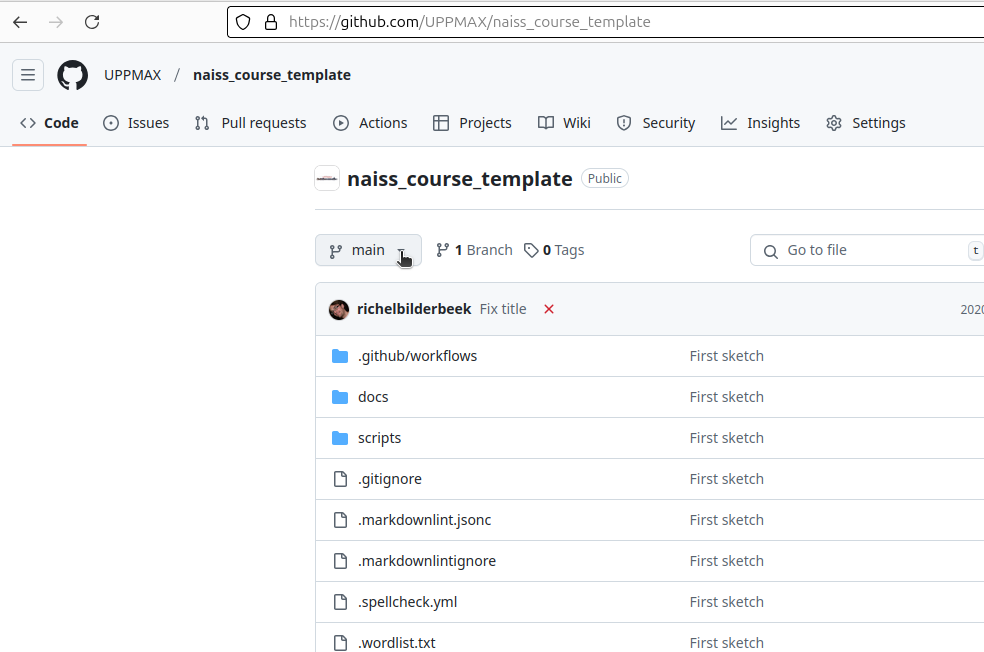 https://github.com/UPPMAX/naiss_course_template
UPPMAX / naiss_course_template
Code Issues Pull requests Actions Projects Wiki Security Insights Settings
naiss_course_template Public
main 1 Branch 0 Tags Go to file t
richelbilderbeek Fix title 202
.github/workflows First sketch
docs First sketch
scripts First sketch
.gitignore First sketch
.markdownlint.jsonc First sketch
.markdownlintignore First sketch
.spellcheck.yml First sketch
.wordlist.txt First sketch